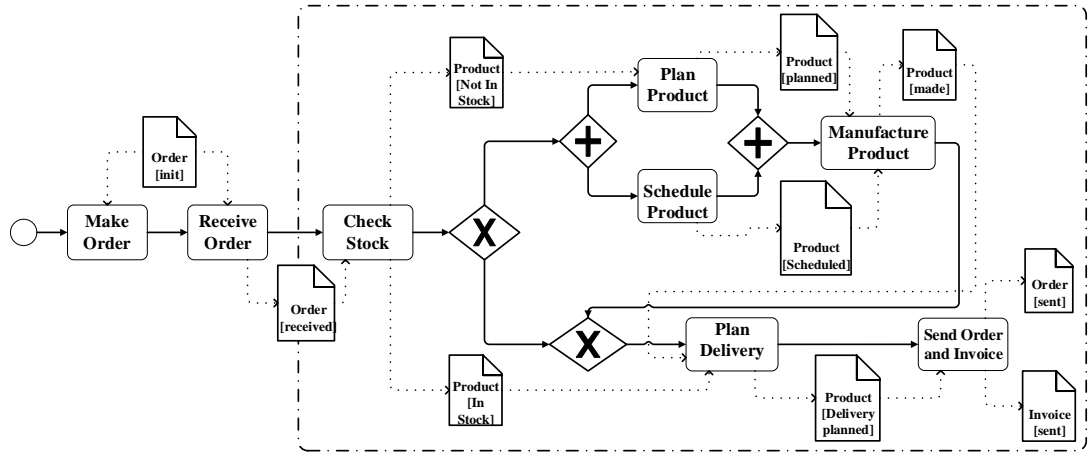 Product
[Not In
Stock]
Plan
Product
Product
[planned]
Product
[made]
Order
[init]
Manufacture
Product
Make
Order
Receive
Order
Check
Stock
X
Schedule
Product
Product
[Scheduled]
Order
[received]
Order
[sent]
X
Plan
Delivery
Send Order
and Invoice
Product
[In
Stock]
Product
[Delivery
planned]
Invoice
[sent]